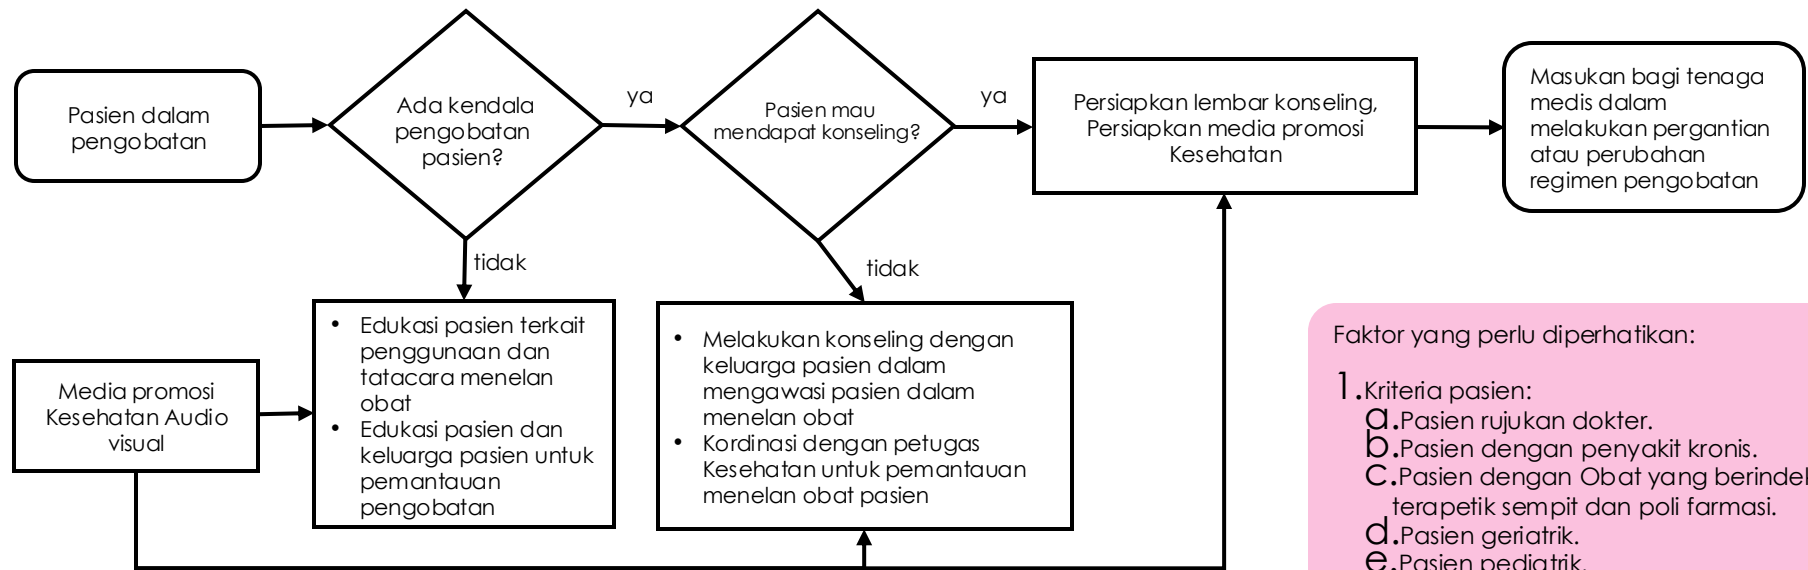 Pasien dalam
pengobatan
Ada kendala
pengobatan
pasien?
ya
Pasien mau
mendapat konseling?
ya
Persiapkan lembar konseling,
Persiapkan media promosi
Kesehatan
Masukan bagi tenaga
medis dalam
melakukan pergantian
atau perubahan
regimen pengobatan
tidak
tidak
Media promosi
Kesehatan Audio
visual
• Edukasi pasien terkait
penggunaan dan
tatacara menelan
obat
• Edukasi pasien dan
keluarga pasien untuk
pemantauan
pengobatan
• Melakukan konseling dengan
keluarga pasien dalam
mengawasi pasien dalam
menelan obat
• Kordinasi dengan petugas
Kesehatan untuk pemantauan
menelan obat pasien
Faktor yang perlu diperhatikan:
1.Kriteria pasien:
a.Pasien rujukan dokter.
b.Pasien dengan penyakit kronis.
c.Pasien dengan Obat yang
terapetik sempit dan poli farmasi.
d.Pasien geriatrik.
e.Pasien pediatrik.